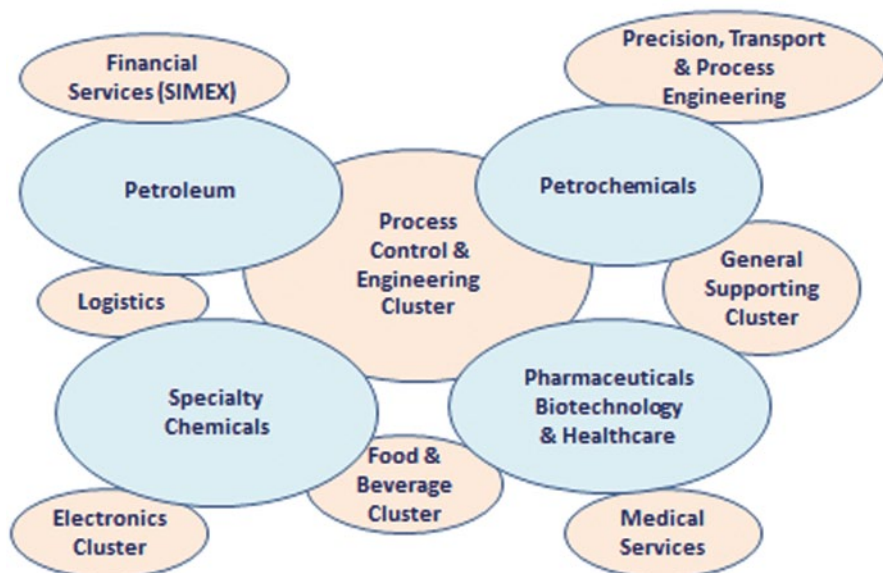 Financial
Services (SIMEX)
Precision, Transport
& Process
Engineering
Petroleum
Petrochemicals
Process
Control &
Engineering
Cluster
Logistics
General
Supporting
Cluster
Specialty
Chemicals
Pharmaceuticals
Biotechnology
& Healthcare
Food &
Beverage
Cluster
Electronics
Cluster
Medical
Services